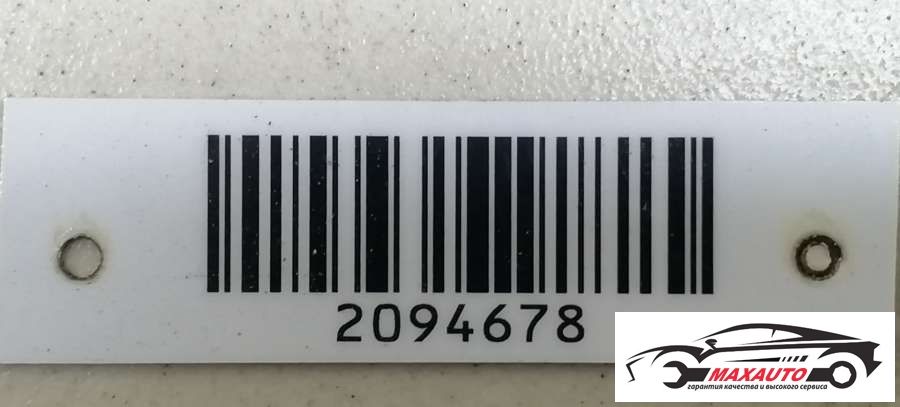 2094678
MAXAUTO
гарантия качества и высокого сервиса